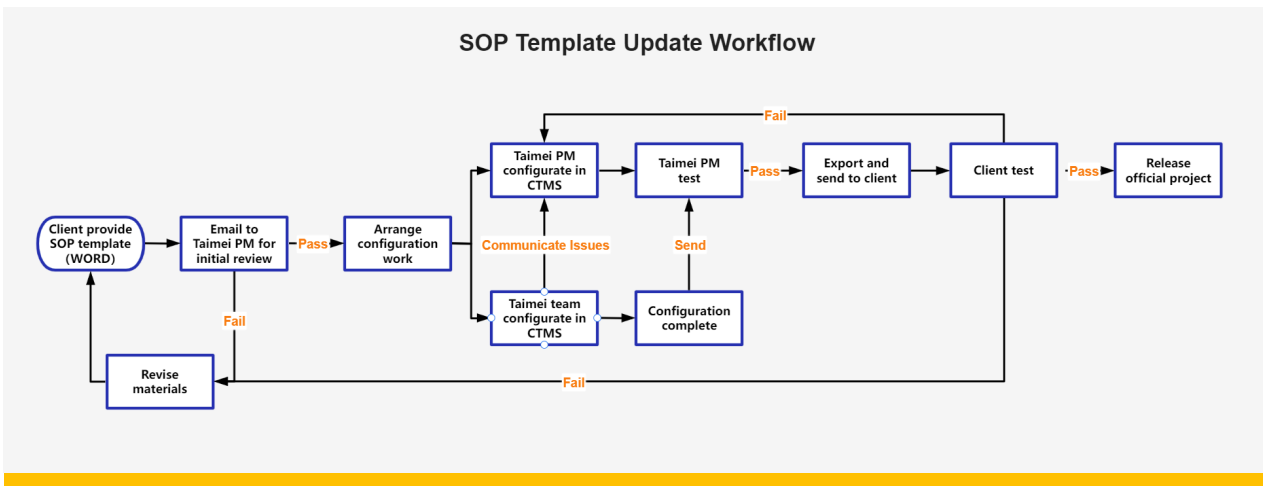 SOP Template Update Workflow
Fail
Taimei PM
configurate in
CTMS
Taimei PM
test
Pass
Export and
send to client
Client test
Pass
Release
official project
Client provide
SOP template
(WORD)
Email to
Taimei PM for
initial review
Pass
Arrange
configuration
work
Communicate Issues
Send
Taimei team
configurate in
CTMS
Configuration
complete
Fail
Revise
materials
Fail